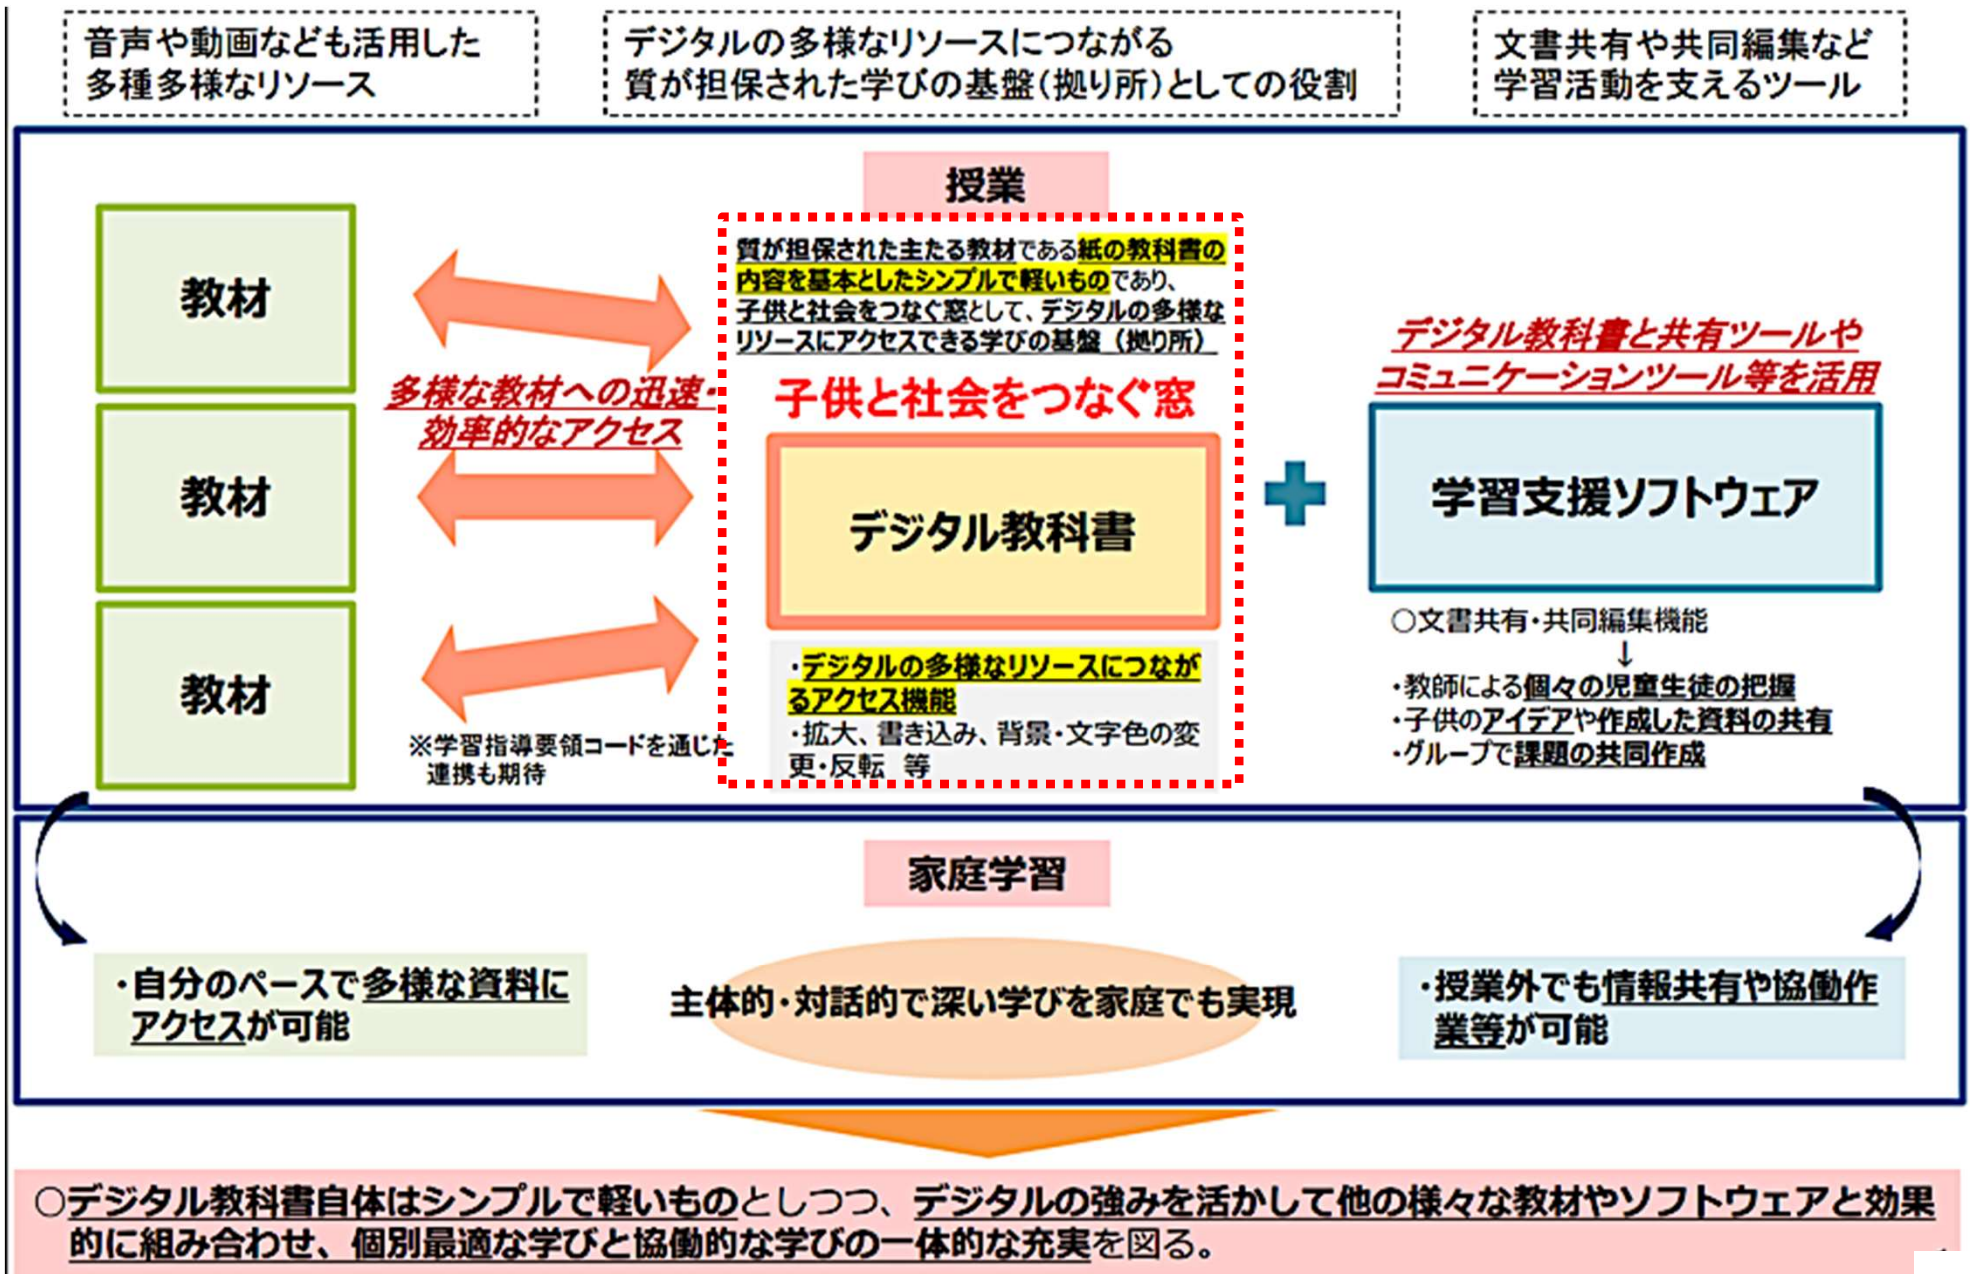 音声や動画なども活用した
多種多様なリソース
デジタルの多様なリソースにつながる
質が担保された学びの基盤(拠り所)としての役割
文書共有や共同編集など
学習活動を支えるツール
授業
教材
教材
教材
多様な教材への迅速・
効率的なアクセス
※学習指導要領コードを通じた
連携も期待
質が担保された主たる教材である紙の教科書の
内容を基本としたシンプルで軽いものであり、
子供と社会をつなぐ窓として、デジタルの多様な
リソースにアクセスできる学びの基盤（拠り所）
子供と社会をつなぐ窓
デジタル教科書
・デジタルの多様なリソースにつなが
るアクセス機能
・拡大、書き込み、背景・文字色の変
更・反転 等
デジタル教科書と共有ツールや
コミュニケーションツール等を活用
学習支援ソフトウェア
○文書共有・共同編集機能
↓
・教師による個々の児童生徒の把握
・子供のアイデアや作成した資料の共有
・グループで課題の共同作成
家庭学習
・自分のペースで多様な資料に
アクセスが可能
主体的・対話的で深い学びを家庭でも実現
・授業外でも情報共有や協働作
業等が可能
○デジタル教科書自体はシンプルで軽いものとしつつ、デジタルの強みを活かして他の様々な教材やソフトウェアと効果
的に組み合わせ、個別最適な学びと協働的な学びの一体的な充実を図る。